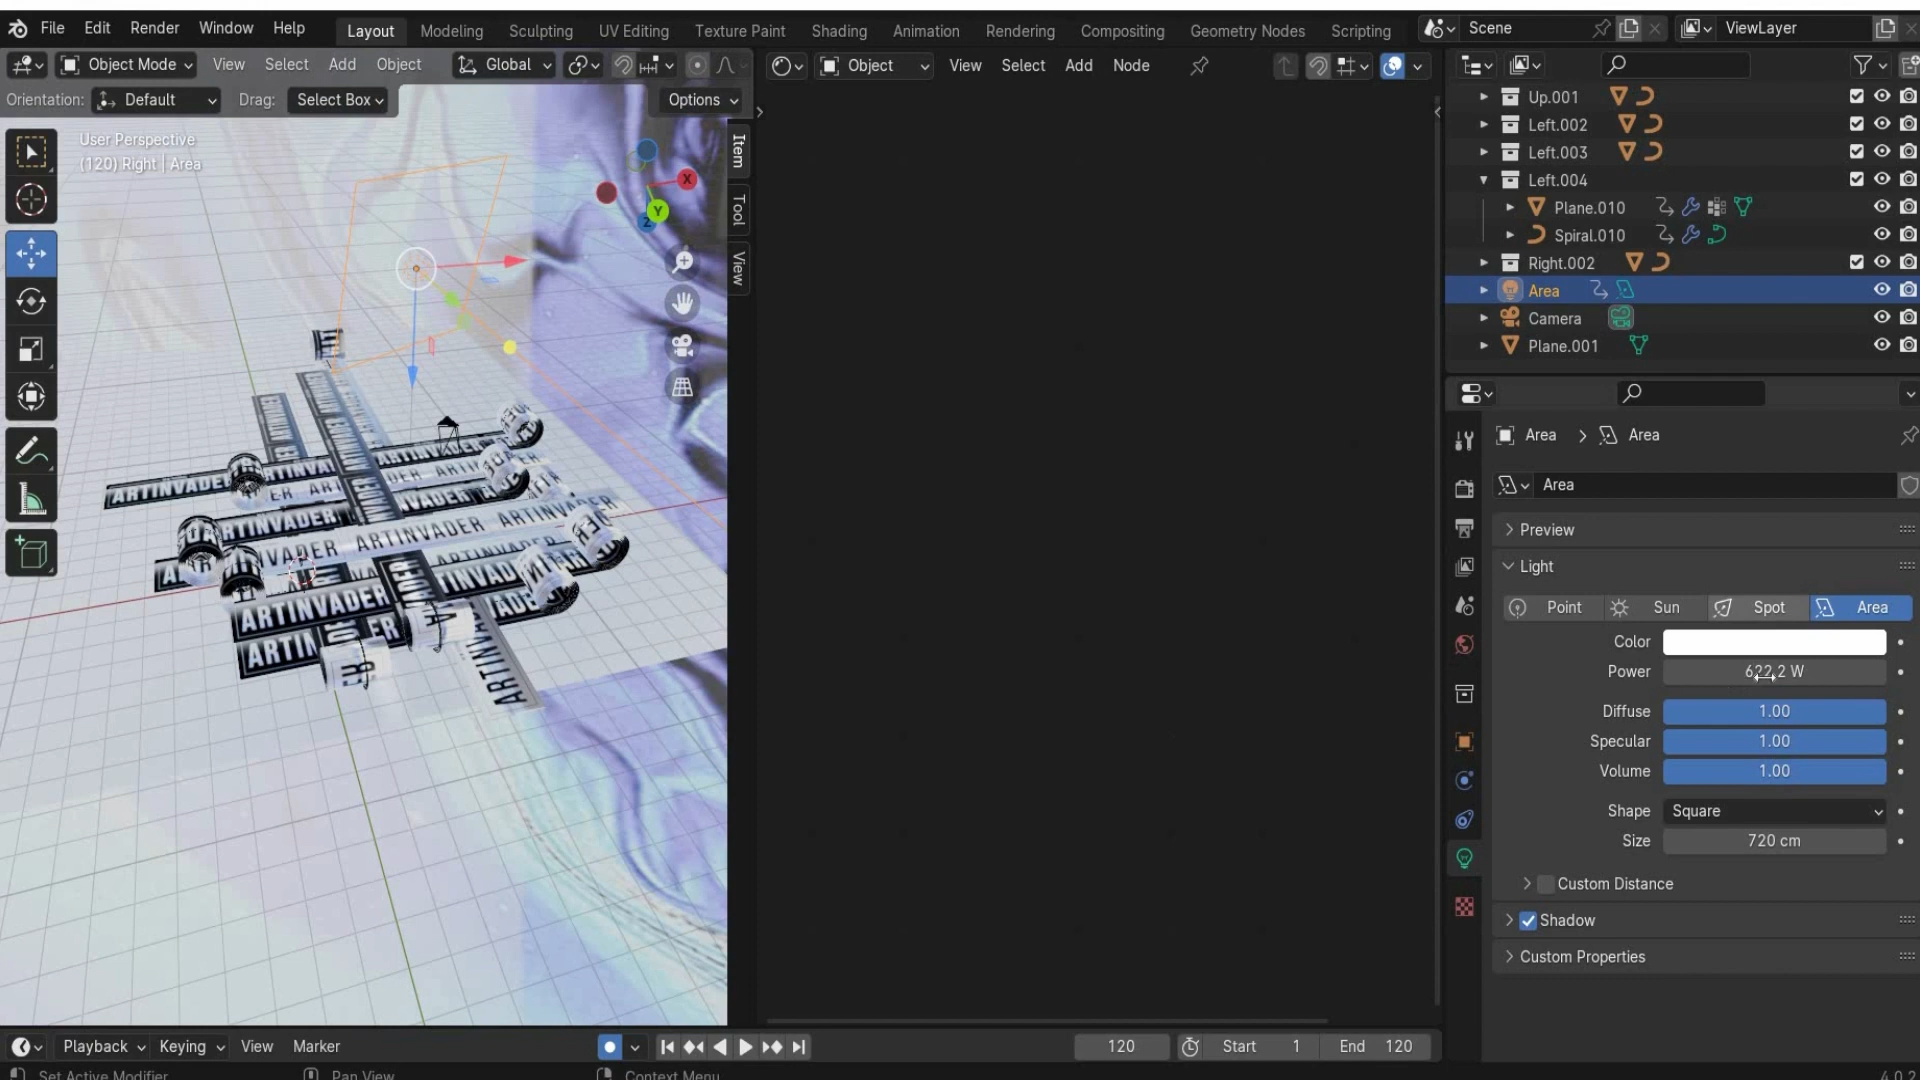 File Edit Render Window Help Layout Modeling Sculpting UV Editing Texture Paint Shading Animation Rendering Compositing Geometry Nodes Scripting Scene ViewLayer
Object Mode View Select Add Object Global Object View Select Add Node
Orientation: Default Drag: Select Box Options
User Perspective
(120) Right | Area
Item
Tool
View
X
Y
Z
ARTINVADER
ARTINVADER ARTINVADER
ARTINVADER
Up.001
Left.002
Left.003
Left.004
Plane.010
Spiral.010
Right.002
Area
Camera
Plane.001
Area > Area
Area
Preview
Light
Point Sun Spot Area
Color
Power 622.2 W
Diffuse 1.00
Specular 1.00
Volume 1.00
Shape Square
Size 720 cm
Custom Distance
Shadow
Custom Properties
Playback Keying View Marker 120 Start 1 End 120
Set Active Modifier Pan View Context Menu 4.0.2